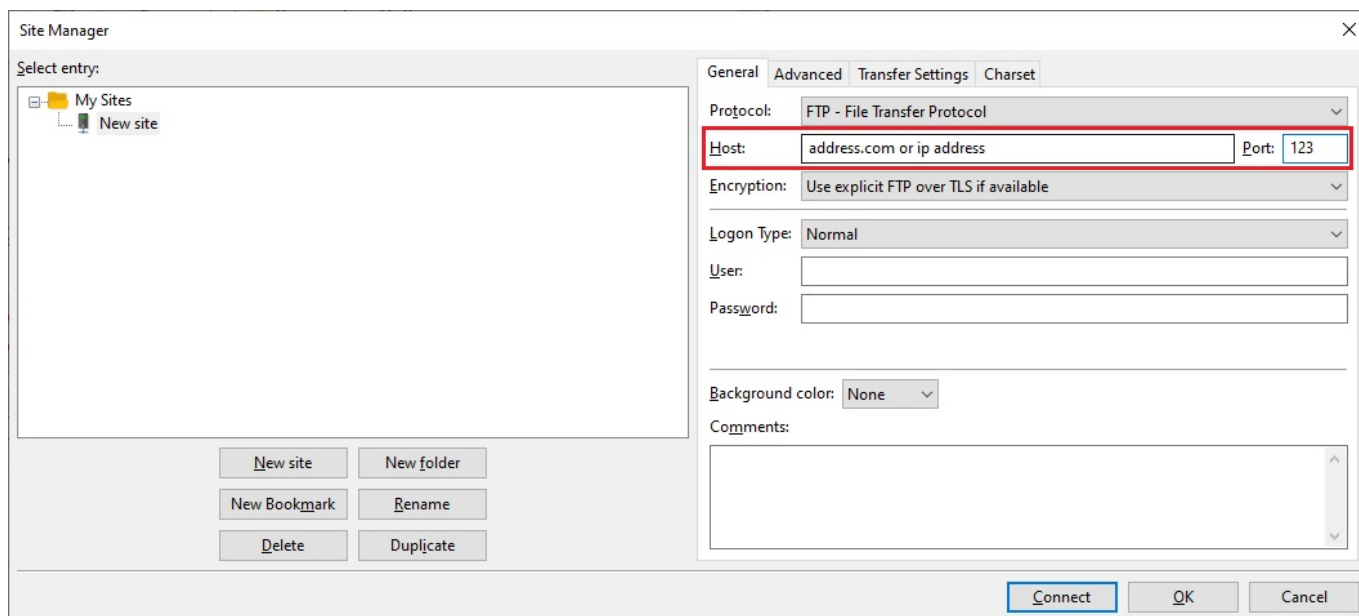 Site Manager
Select entry:
My Sites
New site
New site
New folder
New Bookmark
Rename
Delete
Duplicate
General
Advanced
Transfer Settings
Charset
Protocol:
FTP - File Transfer Protocol
Host:
address.com or ip address
Port:
123
Encryption:
Use explicit FTP over TLS if available
Logon Type:
Normal
User:
Password:
Background color:
None
Comments:
Connect
OK
Cancel